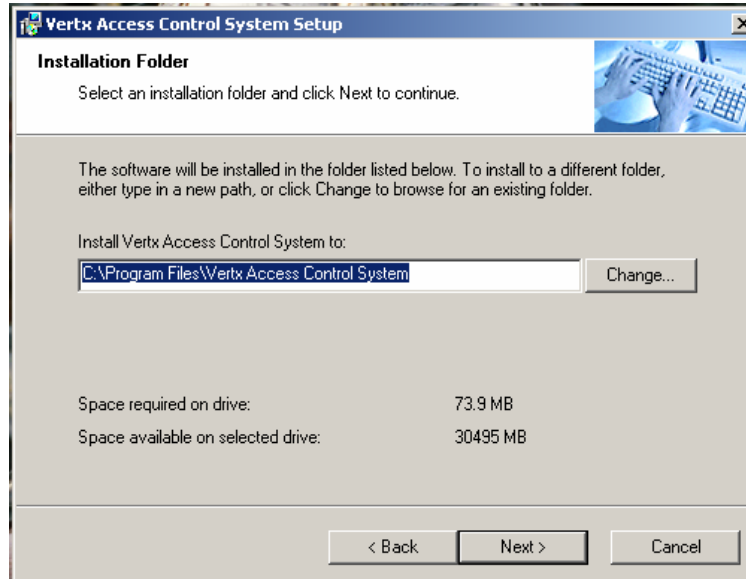 Vertx Access Control System Setup
Installation Folder
Select an installation folder and click Next to continue.
The software will be installed in the folder listed below. To install to a different folder,
either type in a new path, or click Change to browse for an existing folder.
Install Vertx Access Control System to:
C:\Program Files\Vertx Access Control System
Change...
Space required on drive: 73.9 MB
Space available on selected drive: 30495 MB
< Back Next > Cancel